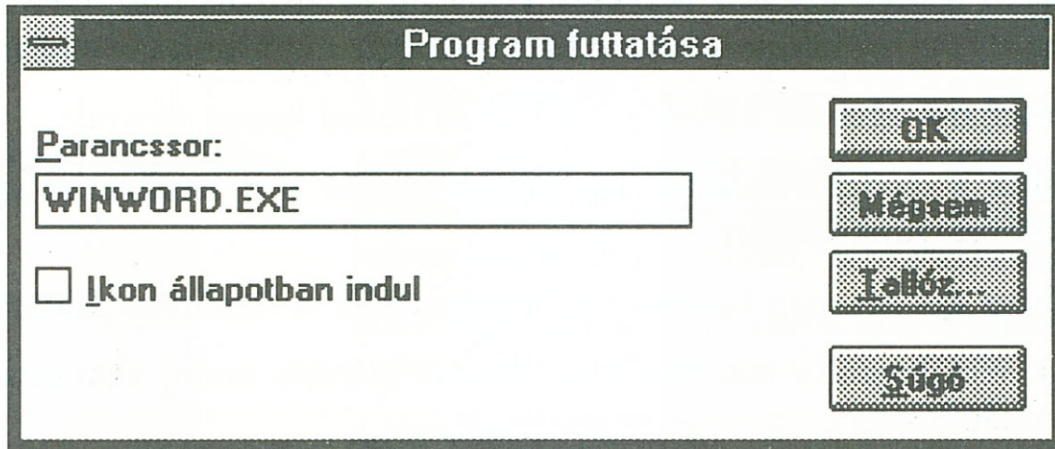 Program futtatása
Parancssor:
WINWORD.EXE
Ikon állapotban indul
OK
Mégsem
Tallóz...
Súgó